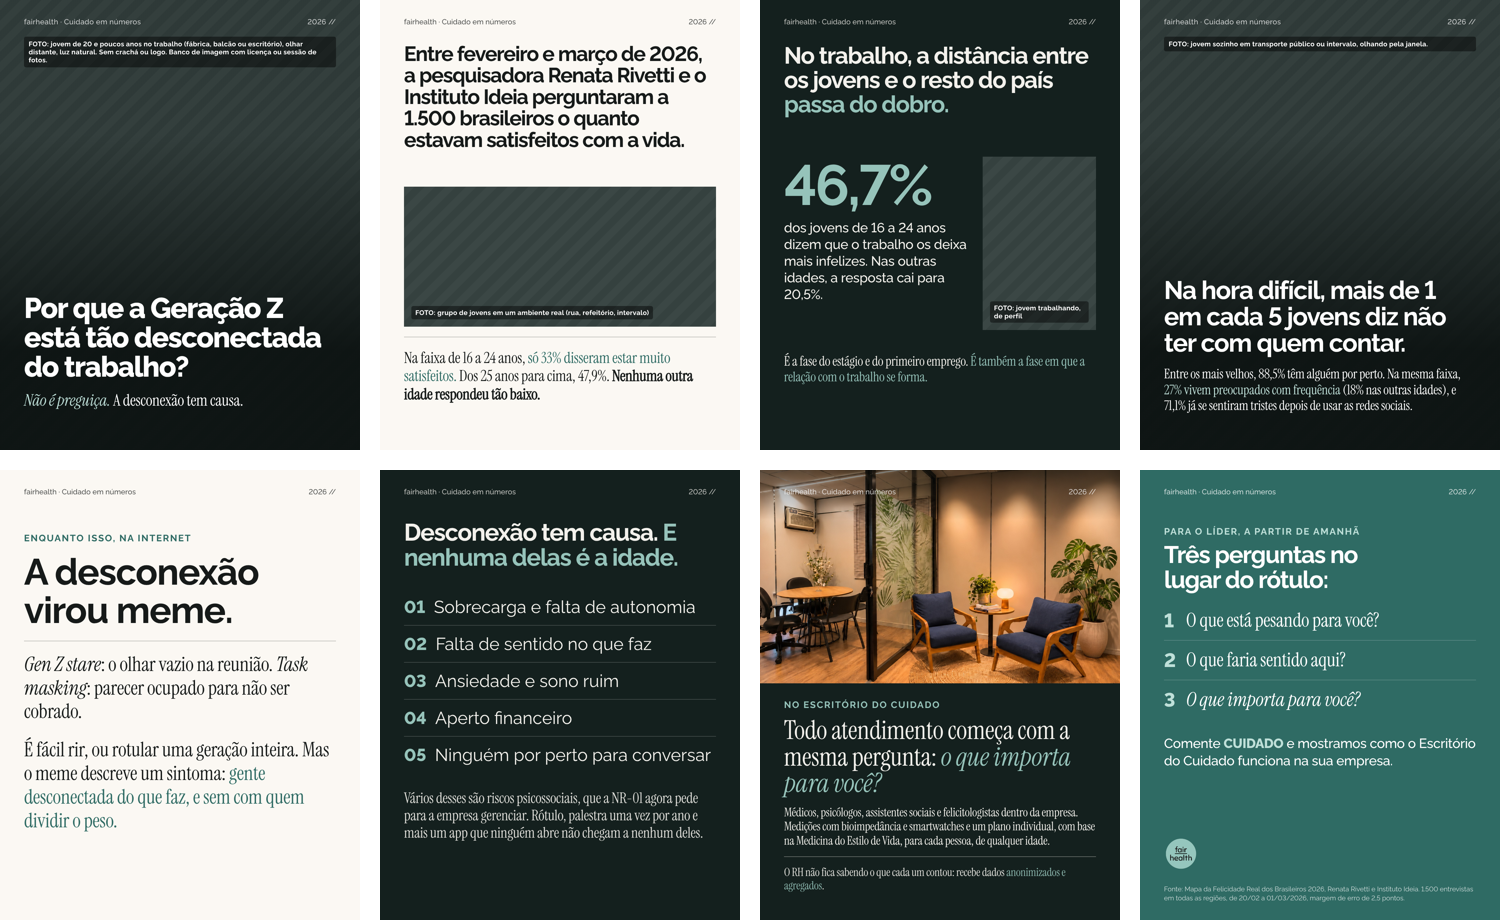 fairhealth · Cuidado em números
2026 //
FOTO: jovem de 20 e poucos anos no trabalho (fábrica, balcão ou escritório), olhar
distante, luz natural. Sem crachá ou logo. Banco de imagem com licença ou sessão de
fotos.
Por que a Geração Z
está tão desconectada
do trabalho?
Não é preguiça. A desconexão tem causa.
fairhealth · Cuidado em números
2026 //
Entre fevereiro e março de 2026,
a pesquisadora Renata Rivetti e o
Instituto Ideia perguntaram a
1.500 brasileiros o quanto
estavam satisfeitos com a vida.
FOTO: grupo de jovens em um ambiente real (rua, refeitório, intervalo)
Na faixa de 16 a 24 anos, só 33% disseram estar muito
satisfeitos. Dos 25 anos para cima, 47,9%. Nenhuma outra
idade respondeu tão baixo.
fairhealth · Cuidado em números
2026 //
No trabalho, a distância entre
os jovens e o resto do país
passa do dobro.
46,7%
dos jovens de 16 a 24 anos
dizem que o trabalho os deixa
mais infelizes. Nas outras
idades, a resposta cai para
20,5%.
FOTO: jovem trabalhando,
de perfil
É a fase do estágio e do primeiro emprego. É também a fase em que a
relação com o trabalho se forma.
fairhealth · Cuidado em números
2026 //
FOTO: jovem sozinho em transporte público ou intervalo, olhando pela janela.
Na hora difícil, mais de 1
em cada 5 jovens diz não
ter com quem contar.
Entre os mais velhos, 88,5% têm alguém por perto. Na mesma faixa,
27% vivem preocupados com frequência (18% nas outras idades), e
71,1% já se sentiram tristes depois de usar as redes sociais.
fairhealth · Cuidado em números
2026 //
ENQUANTO ISSO, NA INTERNET
A desconexão
virou meme.
Gen Z stare: o olhar vazio na reunião. Task
masking: parecer ocupado para não ser
cobrado.
É fácil rir, ou rotular uma geração inteira. Mas
o meme descreve um sintoma: gente
desconectada do que faz, e sem com quem
dividir o peso.
fairhealth · Cuidado em números
2026 //
Desconexão tem causa. E
nenhuma delas é a idade.
01 Sobrecarga e falta de autonomia
02 Falta de sentido no que faz
03 Ansiedade e sono ruim
04 Aperto financeiro
05 Ninguém por perto para conversar
Vários desses são riscos psicossociais, que a NR-01 agora pede
para a empresa gerenciar. Rótulo, palestra uma vez por ano e
mais um app que ninguém abre não chegam a nenhum deles.
fairhealth · Cuidado em números
2026 //
NO ESCRITÓRIO DO CUIDADO
Todo atendimento começa com a
mesma pergunta: o que importa
para você?
Médicos, psicólogos, assistentes sociais e felicitologistas dentro da empresa.
Medições com bioimpedância e smartwatches e um plano individual, com base
na Medicina do Estilo de Vida, para cada pessoa, de qualquer idade.
O RH não fica sabendo o que cada um contou: recebe dados anonimizados e
agregados.
fairhealth · Cuidado em números
2026 //
PARA O LÍDER, A PARTIR DE AMANHÃ
Três perguntas no
lugar do rótulo:
1 O que está pesando para você?
2 O que faria sentido aqui?
3 O que importa para você?
Comente CUIDADO e mostramos como o Escritório
do Cuidado funciona na sua empresa.
fair
health
Fonte: Mapa da Felicidade Real dos Brasileiros 2026, Renata Rivetti e Instituto Ideia. 1.500 entrevistas
em todas as regiões, de 20/02 a 01/03/2026, margem de erro de 2,5 pontos.